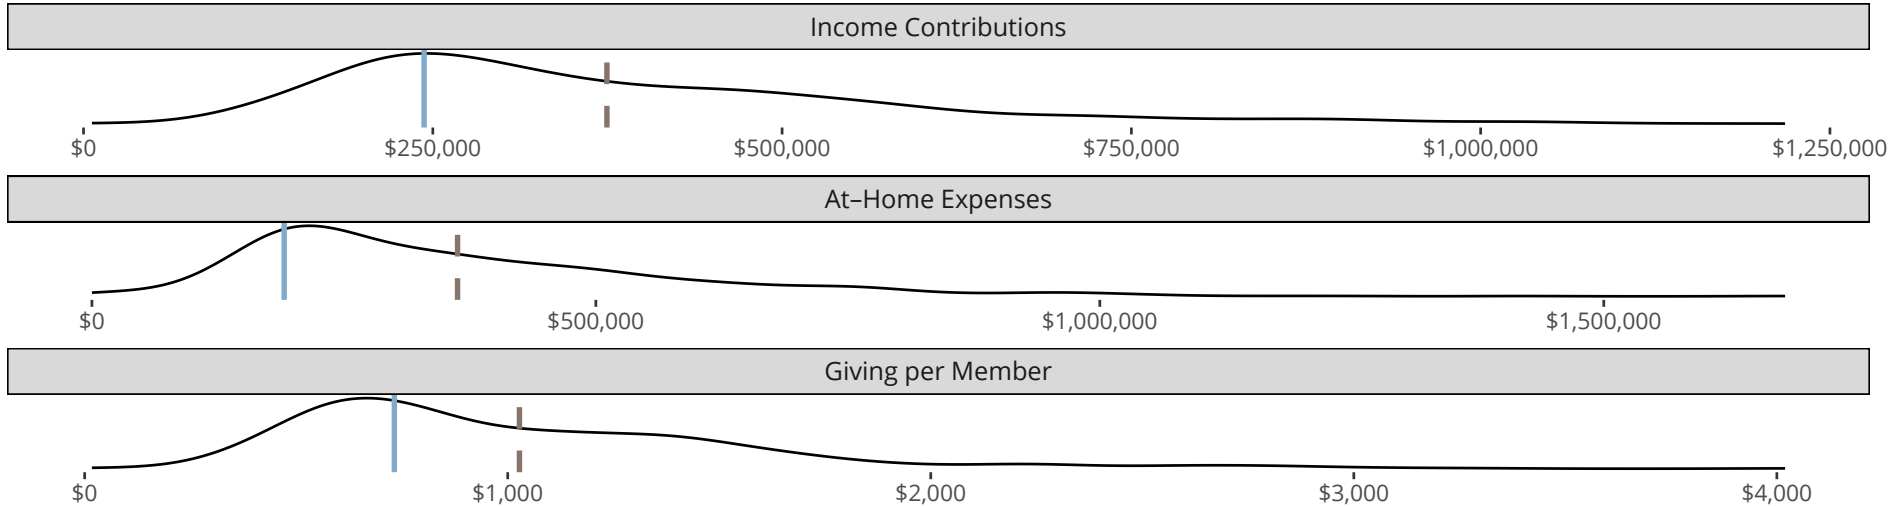 Income Contributions
$0 $250,000 $500,000 $750,000 $1,000,000 $1,250,000
At–Home Expenses
$0 $500,000 $1,000,000 $1,500,000
Giving per Member
$0 $1,000 $2,000 $3,000 $4,000